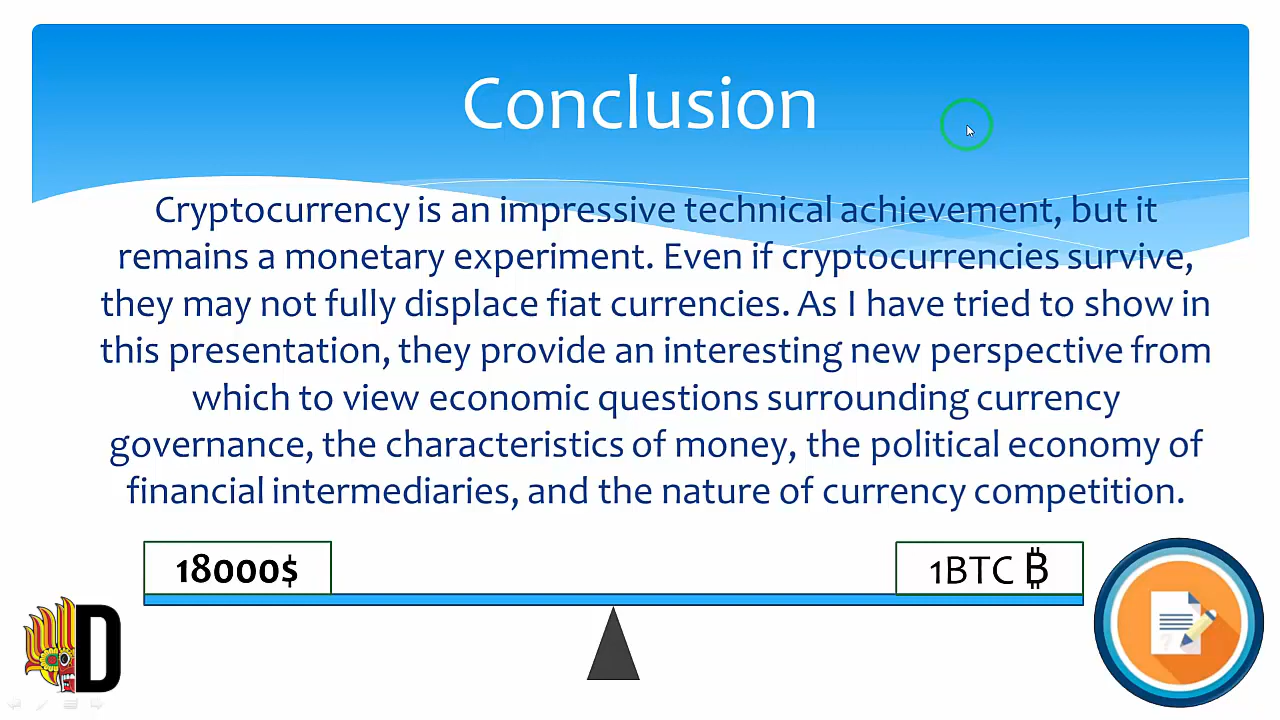 Conclusion
Cryptocurrency is an impressive technical achievement, but it
remains a monetary experiment. Even if cryptocurrencies survive,
they may not fully displace fiat currencies. As I have tried to show in
this presentation, they provide an interesting new perspective from
which to view economic questions surrounding currency
governance, the characteristics of money, the political economy of
financial intermediaries, and the nature of currency competition.
18000$
1BTC ₿
D